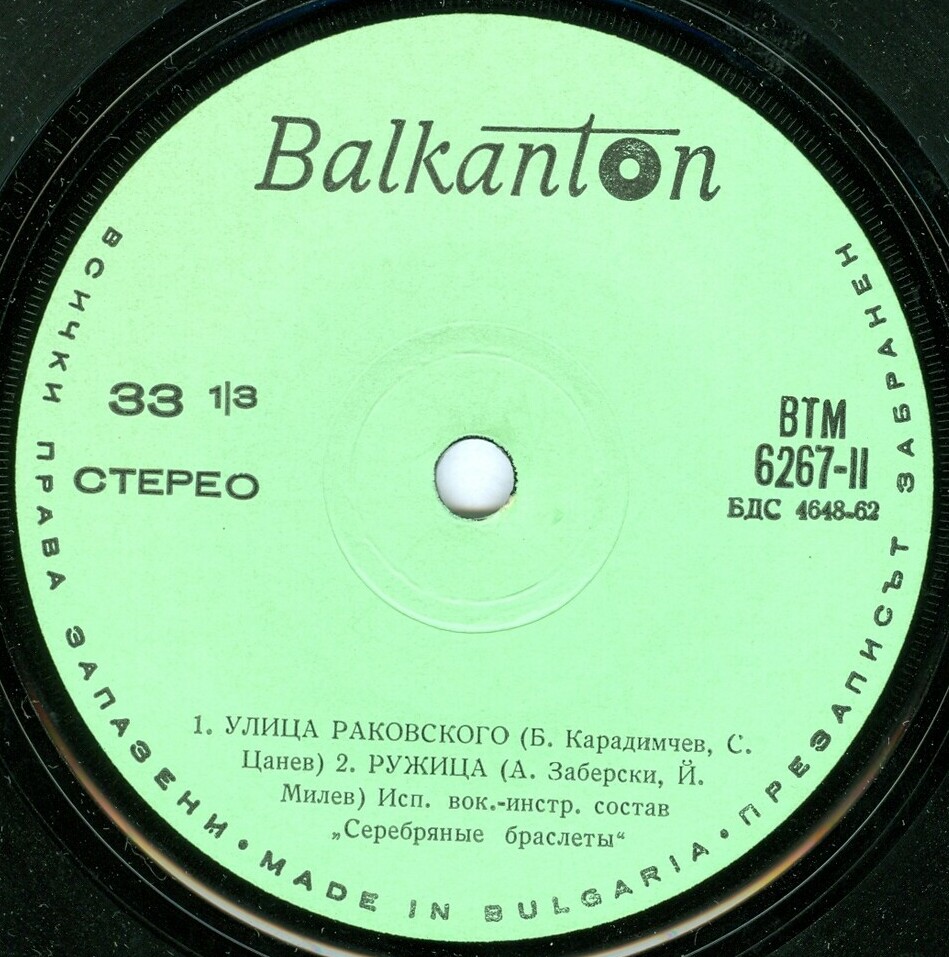 Balkanton
33 1/3
СТЕРЕО
ВТМ
6267-II
БДС 4648-62
1. УЛИЦА РАКОВСКОГО (Б. Карадимчев, С.
Цанев) 2. РУЖИЦА (А. Заберски, Й.
Милев) Исп. вок.-инстр. состав
„Серебряные браслеты“
ВСИЧКИ ПРАВА ЗАПАЗЕНИ • MADE IN BULGARIA • ПРЕЗАПИСЪТ ЗАБРАНЕН